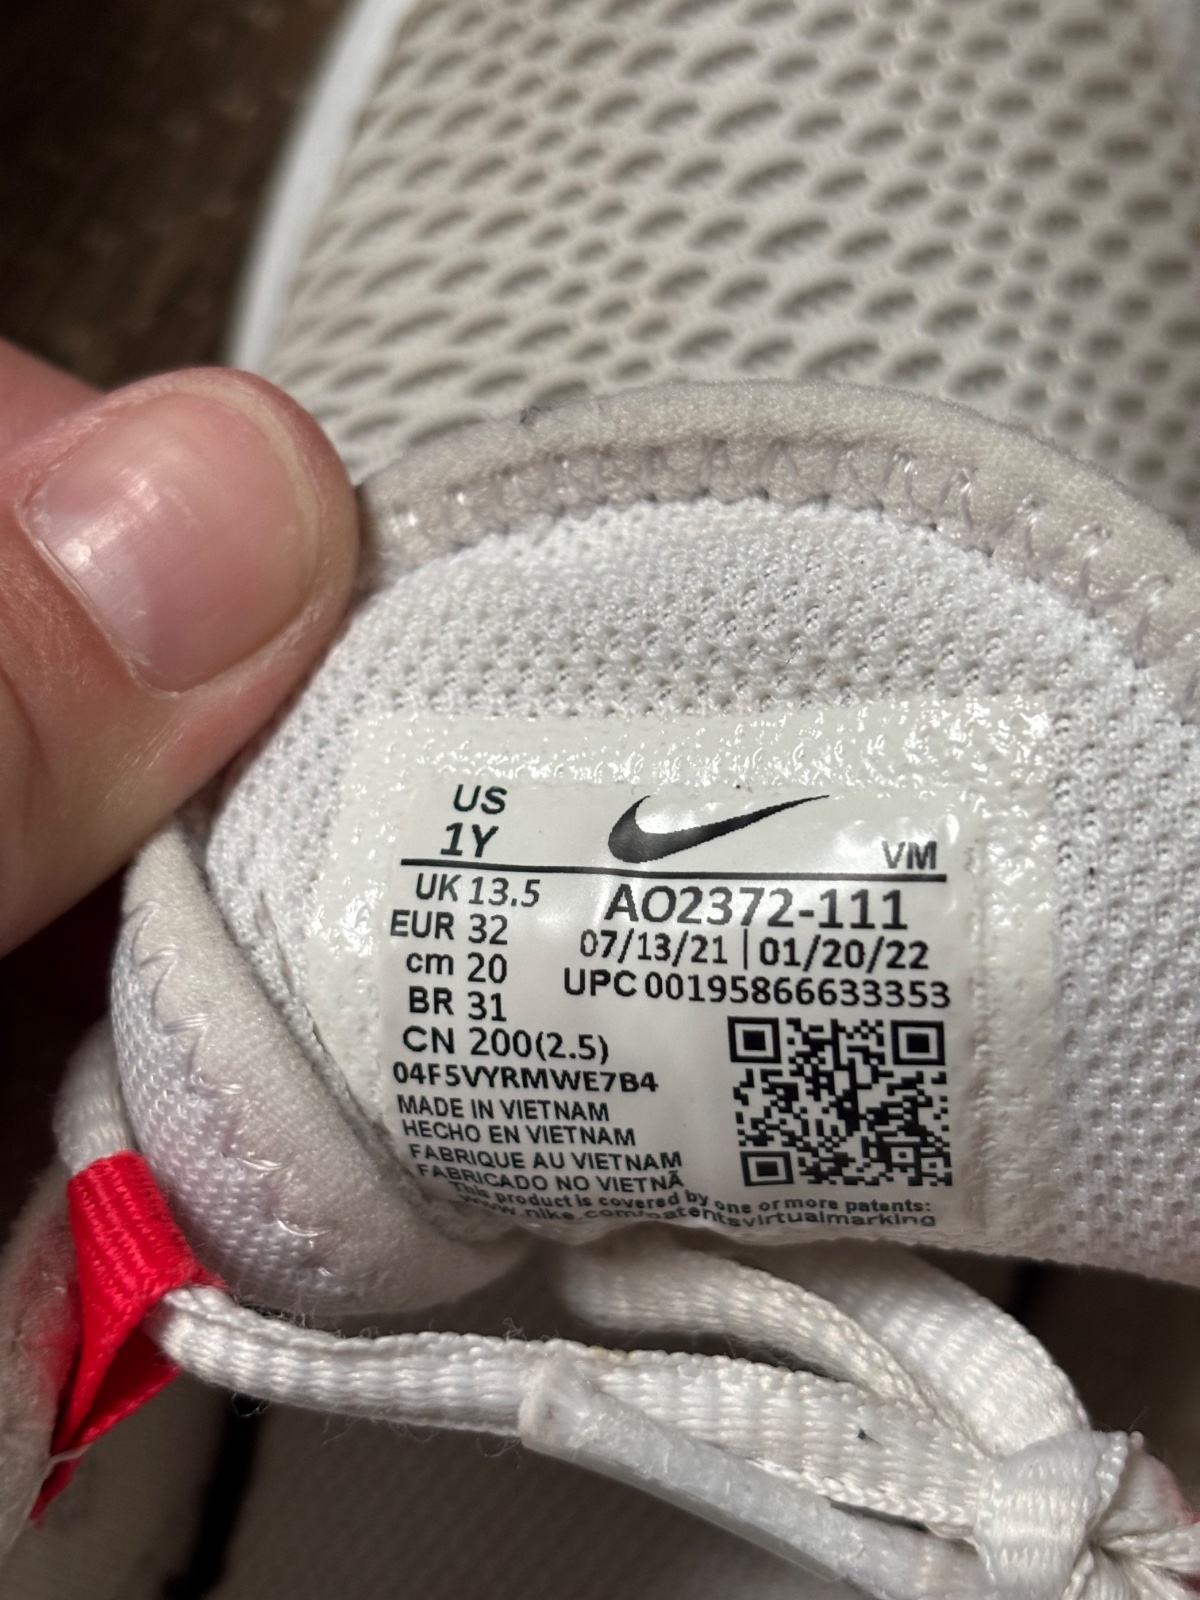 US
1Y
VM
UK 13.5
AO2372-111
EUR 32
07/13/21 | 01/20/22
cm 20
UPC 00195866633353
BR 31
CN 200(2.5)
04F5VYRMWE7B4
MADE IN VIETNAM
HECHO EN VIETNAM
FABRIQUE AU VIETNAM
FABRICADO NO VIETNÃ
This product is covered by one or more patents:
www.nike.com/patentsvirtualmarking